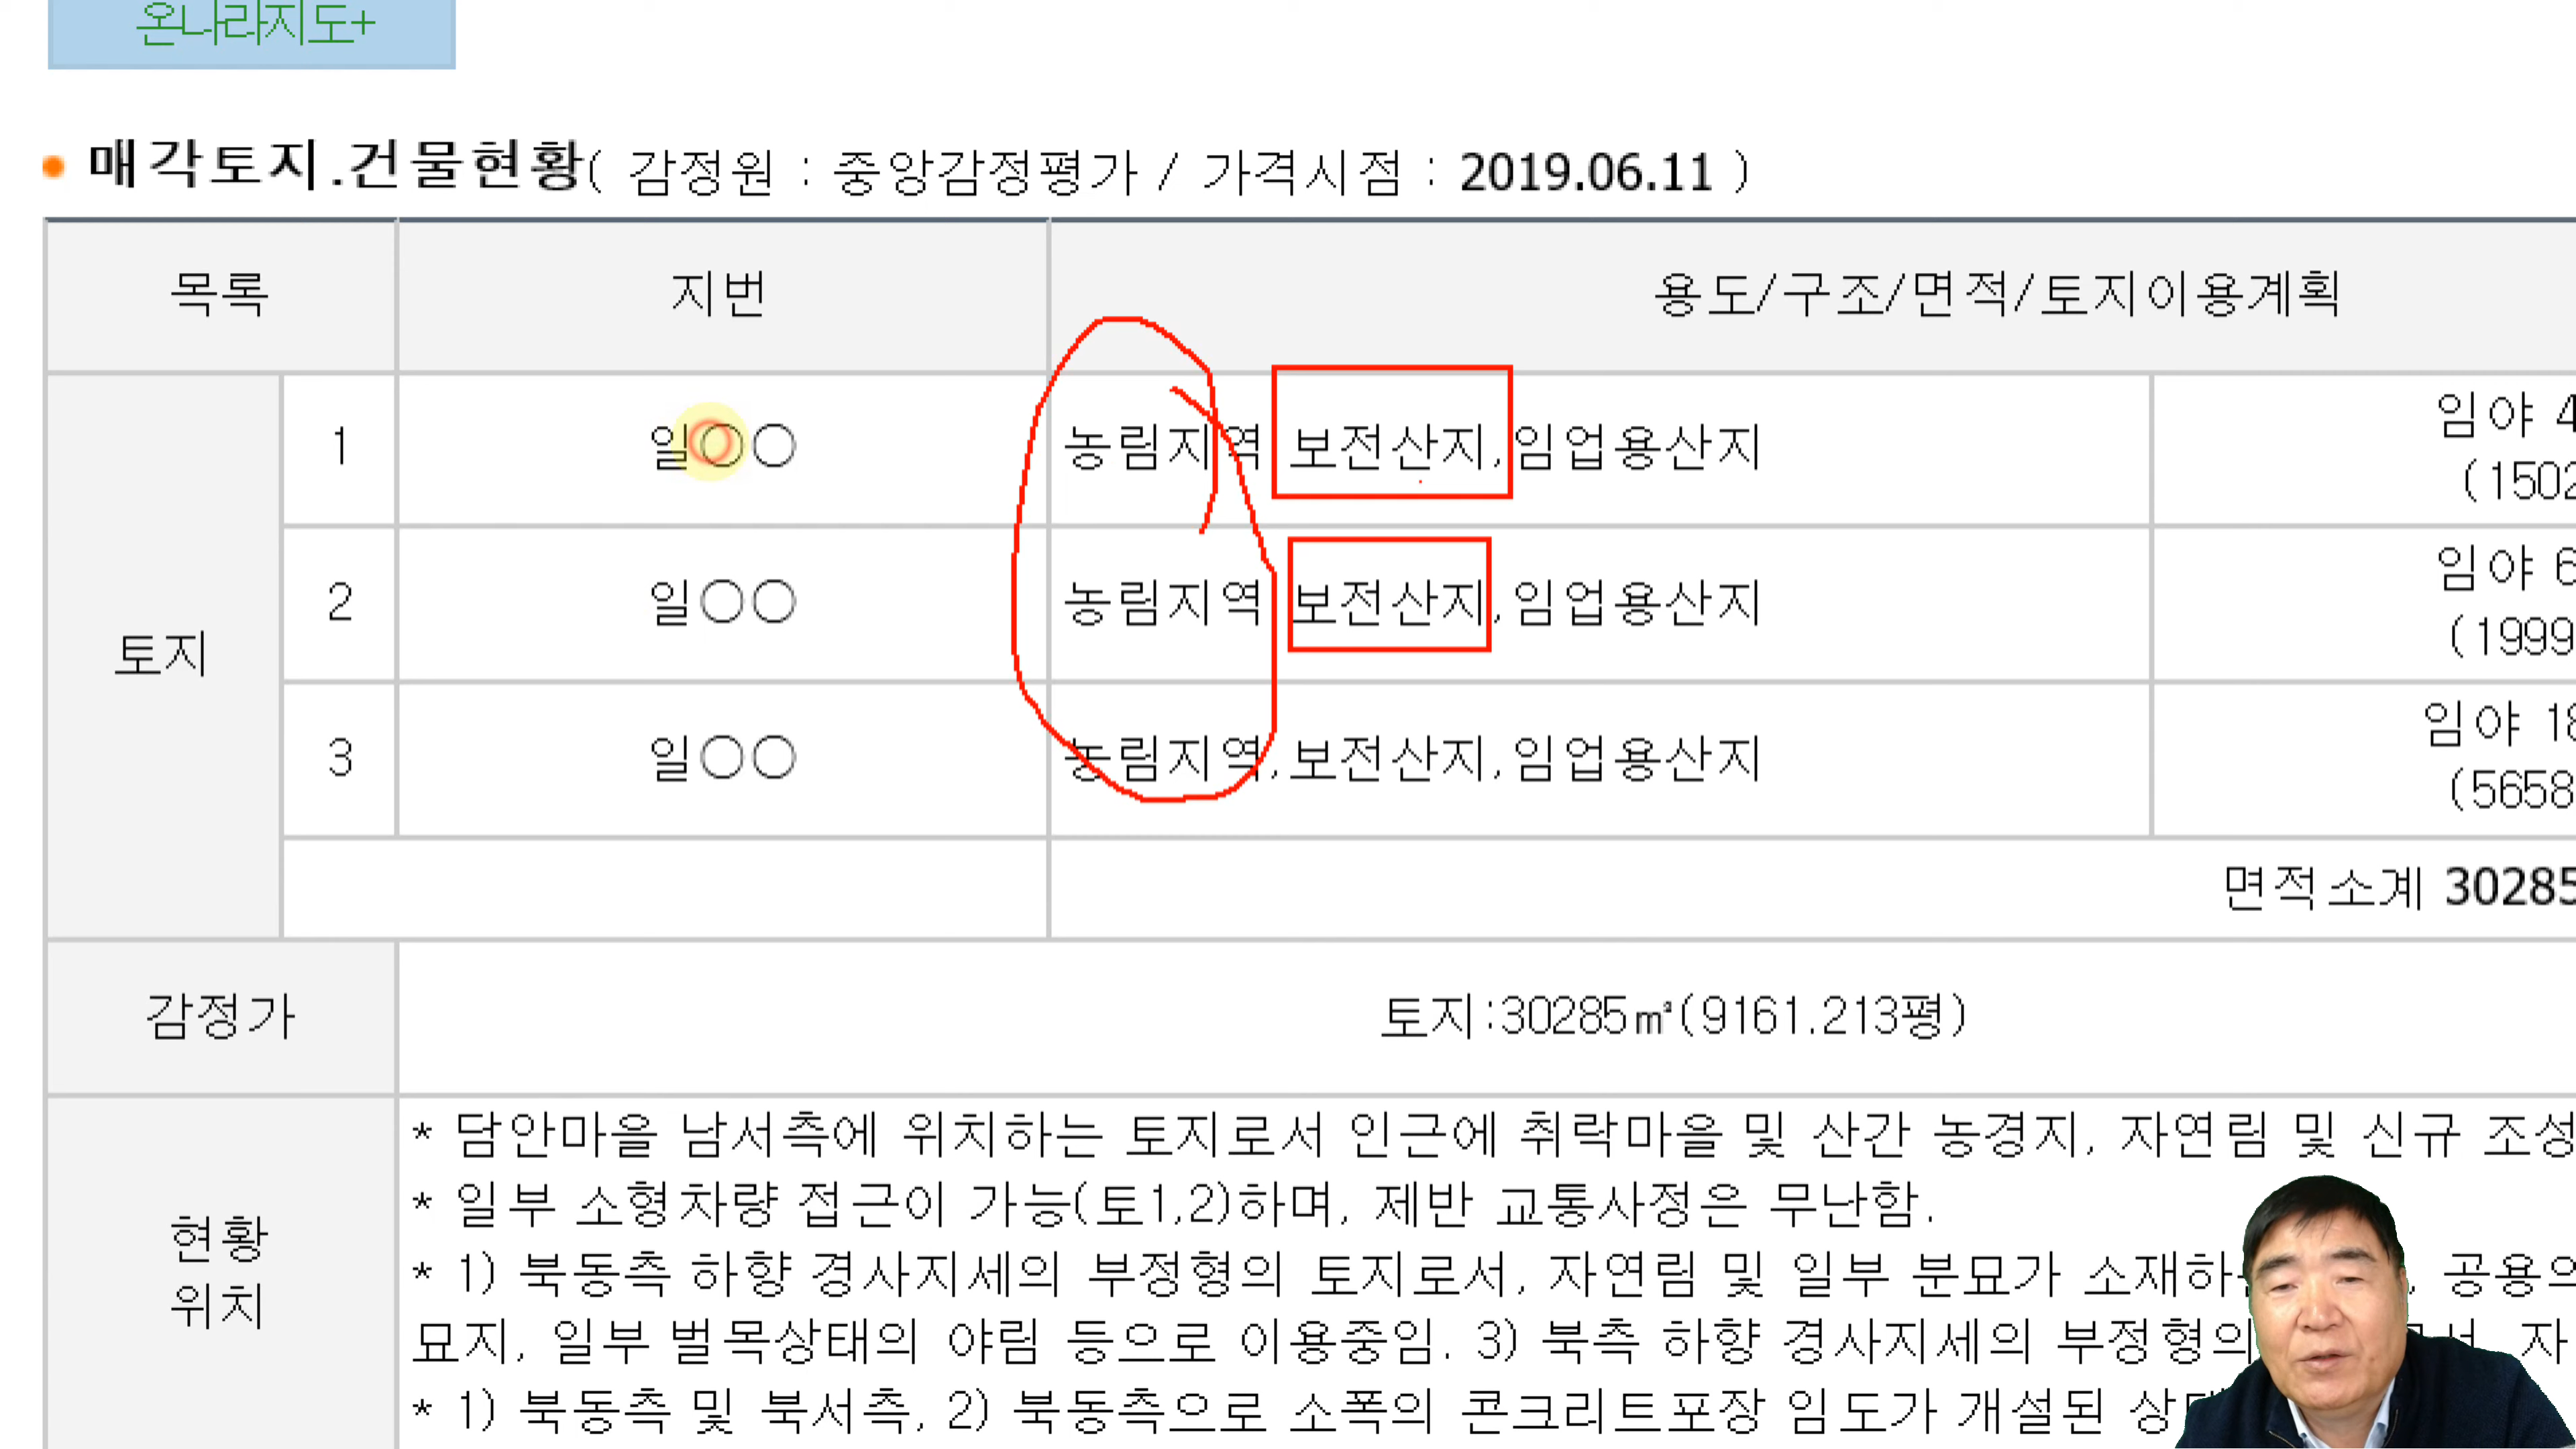 온나라지도+
매각토지.건물현황( 감정원 : 중앙감정평가 / 가격시점 : 2019.06.11 )
목록 지번 용도/구조/면적/토지이용계획
토지
1 일○○ 농림지역 보전산지,임업용산지 임야 4
(1502
2 일○○ 농림지역 보전산지,임업용산지 임야 6
(1999
3 일○○ 농림지역,보전산지,임업용산지 임야 18
(5658
면적소계 30285
감정가 토지:30285㎡(9161.213평)
현황
위치
* 담안마을 남서측에 위치하는 토지로서 인근에 취락마을 및 산간 농경지, 자연림 및 신규 조성
* 일부 소형차량 접근이 가능(토1,2)하며, 제반 교통사정은 무난함.
* 1) 북동측 하향 경사지세의 부정형의 토지로서, 자연림 및 일부 분묘가 소재하 공용의
묘지, 일부 벌목상태의 야림 등으로 이용중임. 3) 북측 하향 경사지세의 부정형의 자
* 1) 북동측 및 북서측, 2) 북동측으로 소폭의 콘크리트포장 임도가 개설된